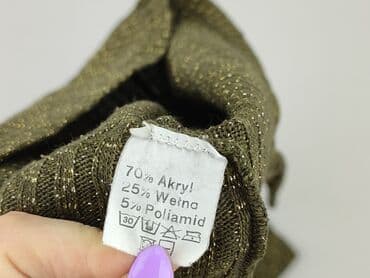 70% Akryl
25% Wełna
5% Poliamid
30